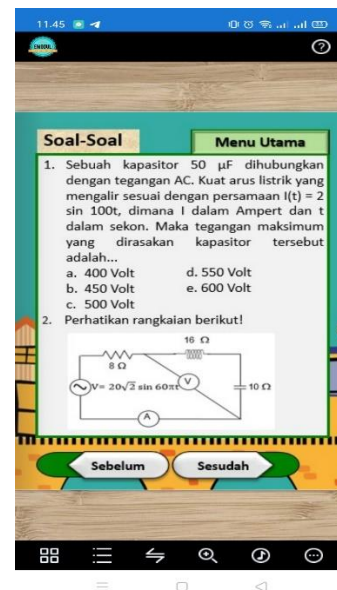 11.45
EMODUL
Soal-Soal
Menu Utama
1. Sebuah kapasitor 50 μF dihubungkan
dengan tegangan AC. Kuat arus listrik yang
mengalir sesuai dengan persamaan I(t) = 2
sin 100t, dimana I dalam Ampert dan t
dalam sekon. Maka tegangan maksimum
yang dirasakan kapasitor tersebut
adalah...
a. 400 Volt d. 550 Volt
b. 450 Volt e. 600 Volt
c. 500 Volt
2. Perhatikan rangkaian berikut!
16 Ω
8 Ω
V
V= 20√2 sin 60πt
10 Ω
A
Sebelum
Sesudah